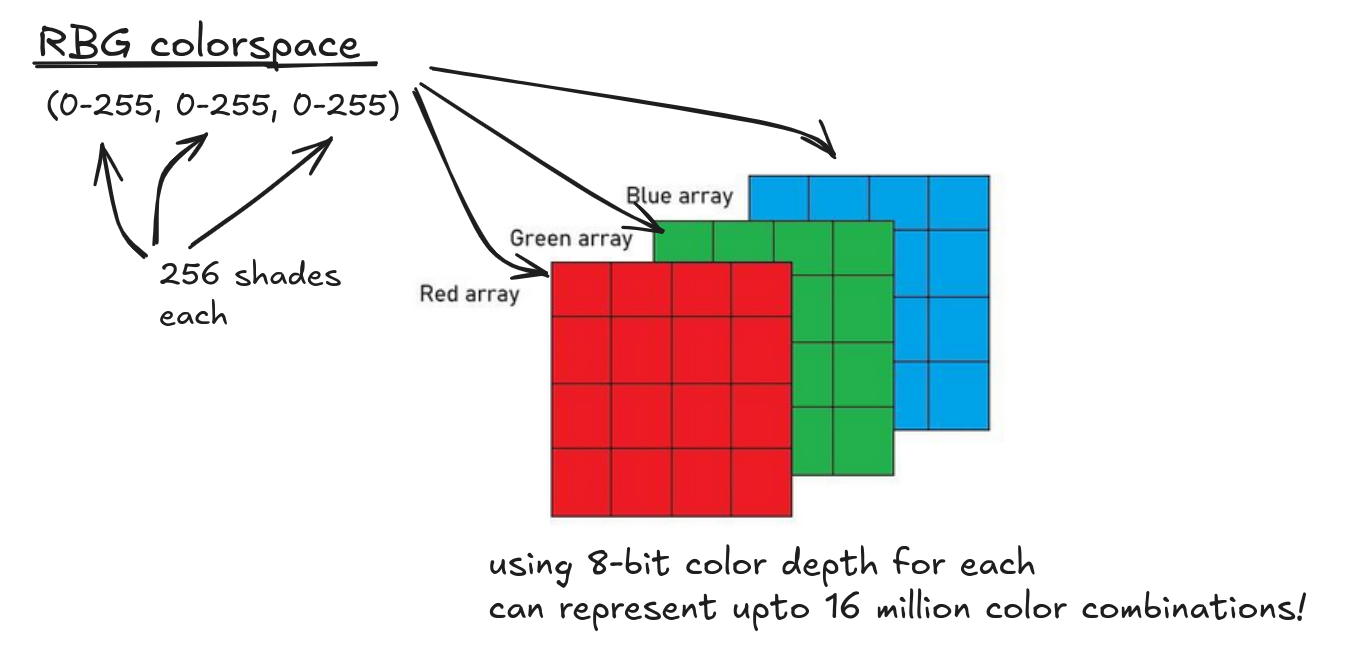 RBG colorspace
(0-255, 0-255, 0-255)
256 shades
each
Blue array
Green array
Red array
using 8-bit color depth for each
can represent upto 16 million color combinations!